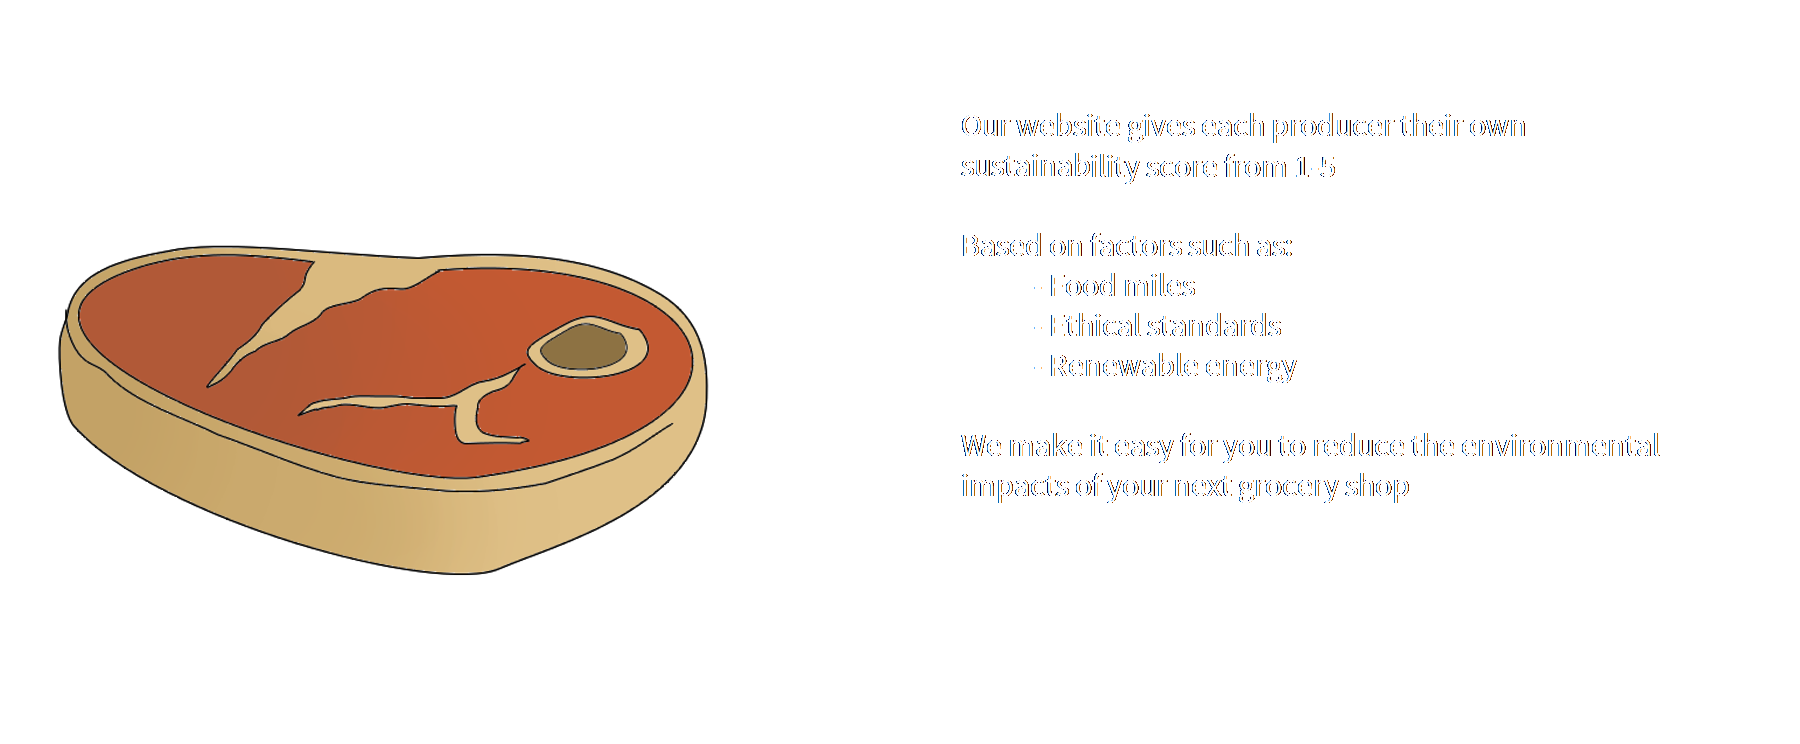 Our website gives each producer their own
sustainability score from 1-5
Based on factors such as:
- Food miles
- Ethical standards
- Renewable energy
We make it easy for you to reduce the environmental
impacts of your next grocery shop